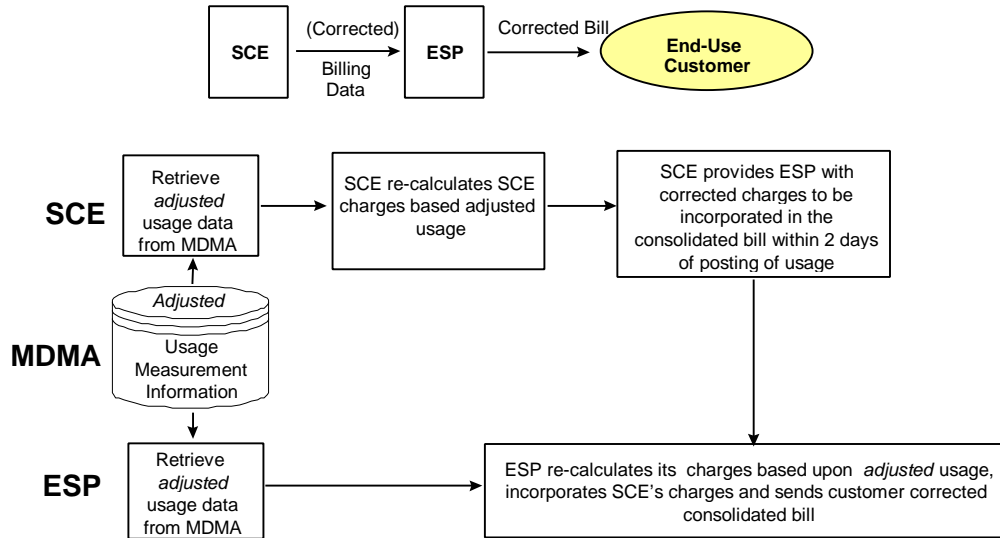 SCE
(Corrected)
Billing
Data
ESP
Corrected Bill
End-Use
Customer
SCE
Retrieve
adjusted
usage data
from MDMA
SCE re-calculates SCE
charges based adjusted
usage
SCE provides ESP with
corrected charges to be
incorporated in the
consolidated bill within 2 days
of posting of usage
MDMA
Adjusted
Usage
Measurement
Information
ESP
Retrieve
adjusted
usage data
from MDMA
ESP re-calculates its charges based upon adjusted usage,
incorporates SCE's charges and sends customer corrected
consolidated bill